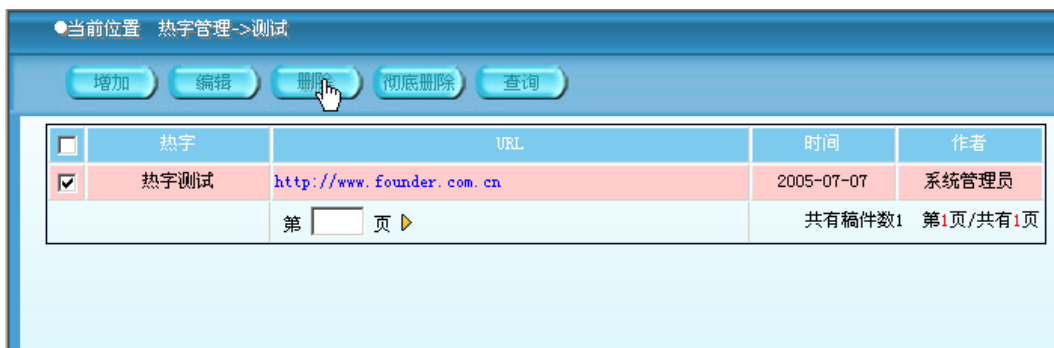 ●当前位置 热字管理->测试
增加 编辑 删除 彻底删除 查询
热字 URL 时间 作者
热字测试 http://www.founder.com.cn 2005-07-07 系统管理员
第 页 共有稿件数1 第1页/共有1页